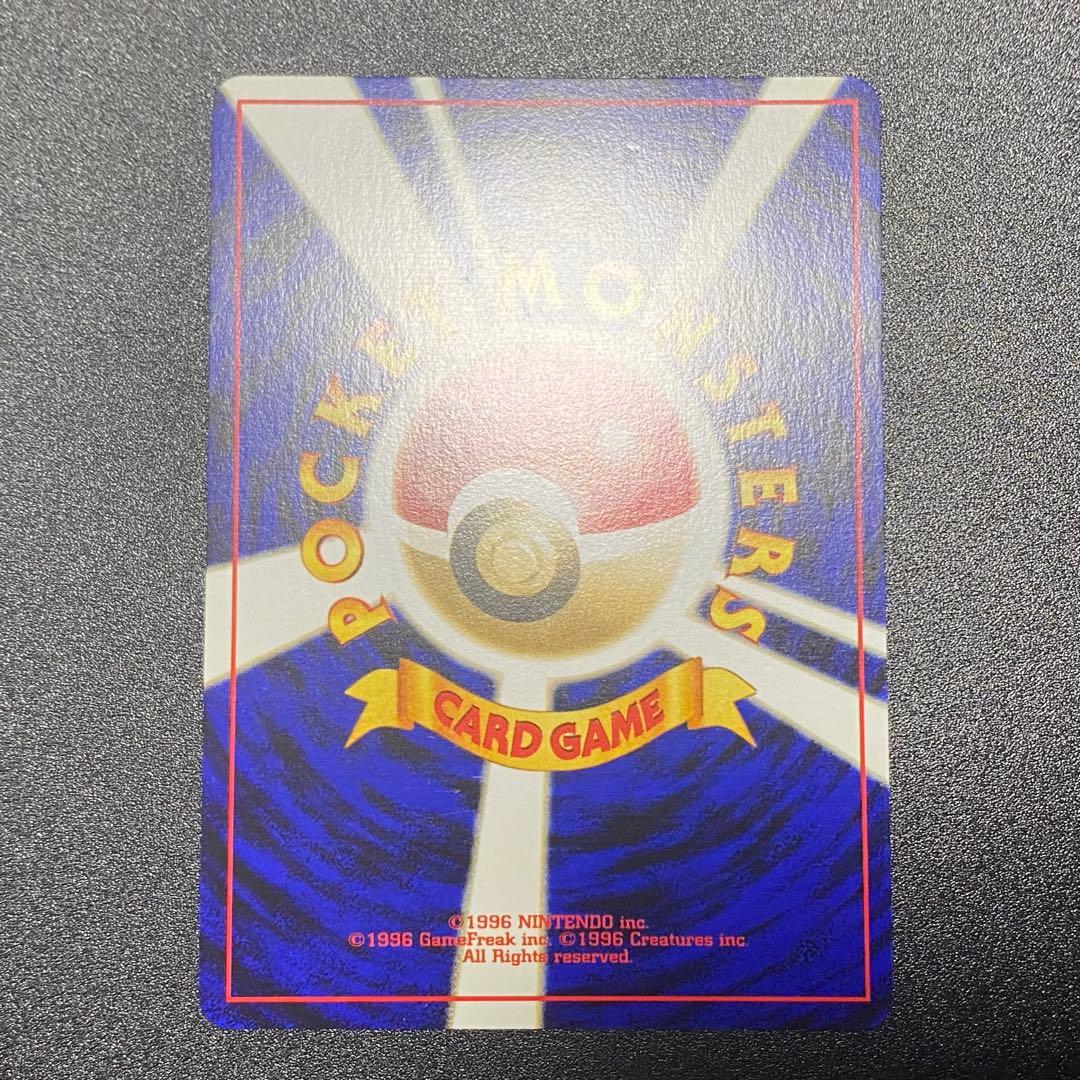 POCKET MONSTERS
CARD GAME
©1996 NINTENDO inc.
©1996 GameFreak inc. ©1996 Creatures inc.
All Rights reserved.